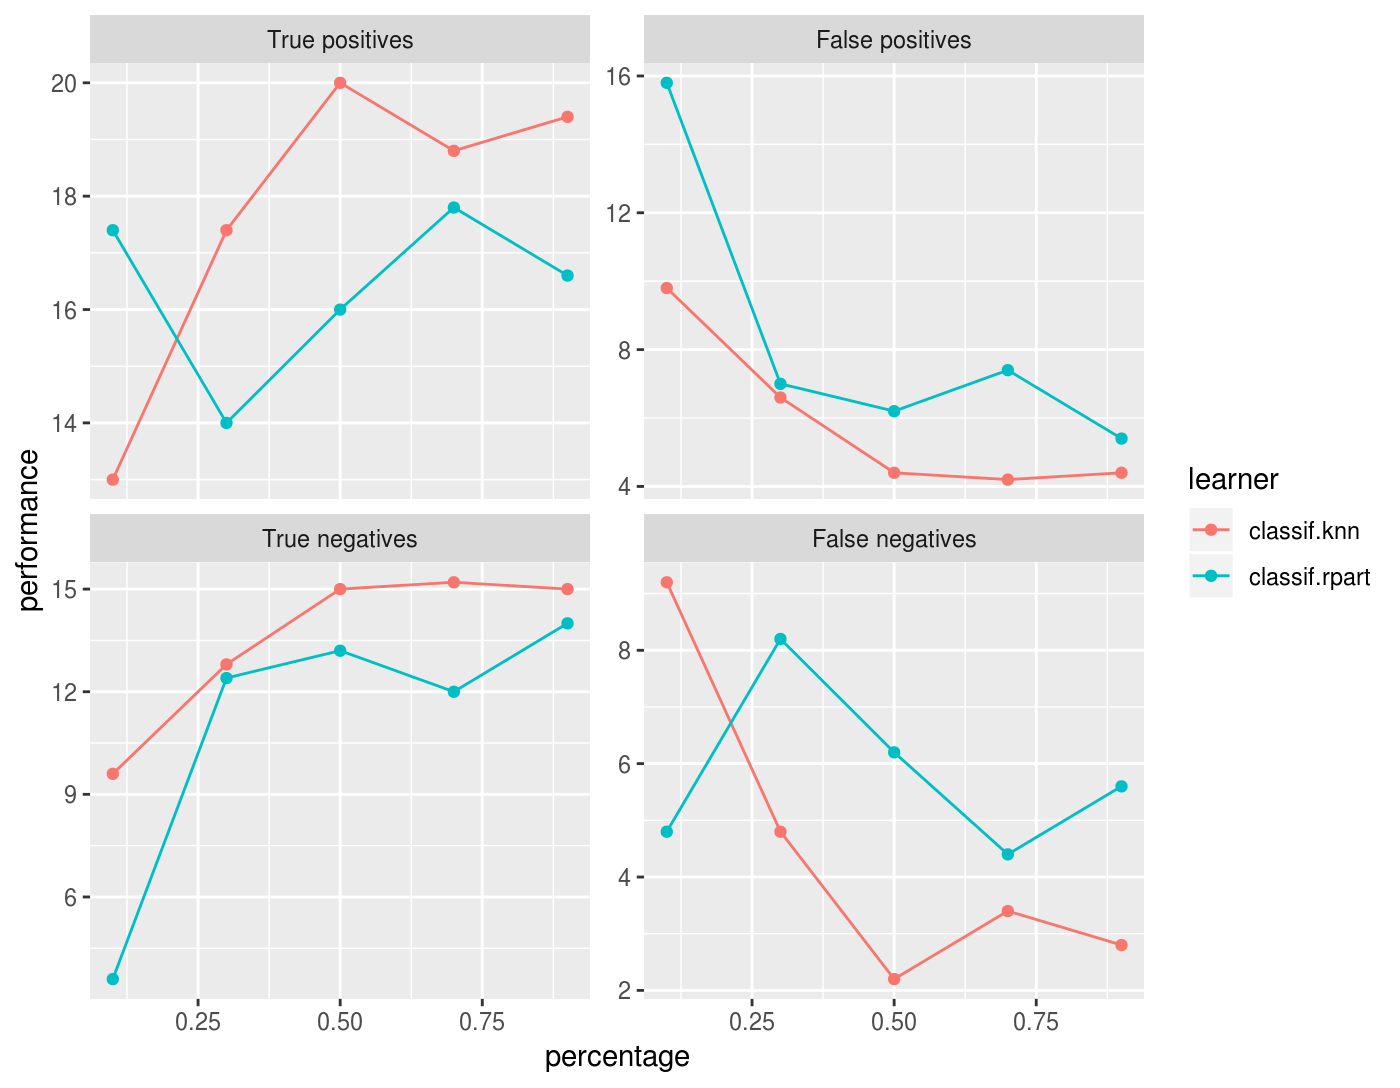 True positives
False positives
20
18
16
14
16
12
8
4
True negatives
False negatives
15
12
9
6
8
6
4
2
0.25 0.50 0.75
0.25 0.50 0.75
percentage
performance
learner
classif.knn
classif.rpart